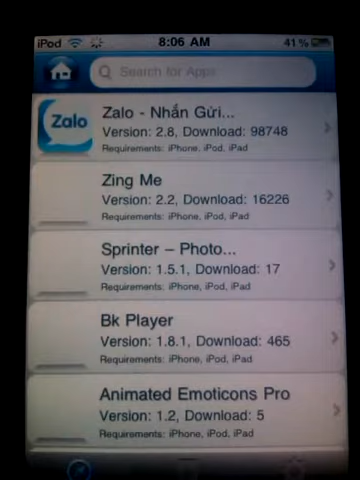 iPod 8:06 AM 41%
Search for Apps
Zalo
Zalo - Nhắn Gửi...
Version: 2.8, Download: 98748
Requirements: iPhone, iPod, iPad
Zing Me
Version: 2.2, Download: 16226
Requirements: iPhone, iPod, iPad
Sprinter – Photo...
Version: 1.5.1, Download: 17
Requirements: iPhone, iPod, iPad
Bk Player
Version: 1.8.1, Download: 465
Requirements: iPhone, iPod, iPad
Animated Emoticons Pro
Version: 1.2, Download: 5
Requirements: iPhone, iPod, iPad